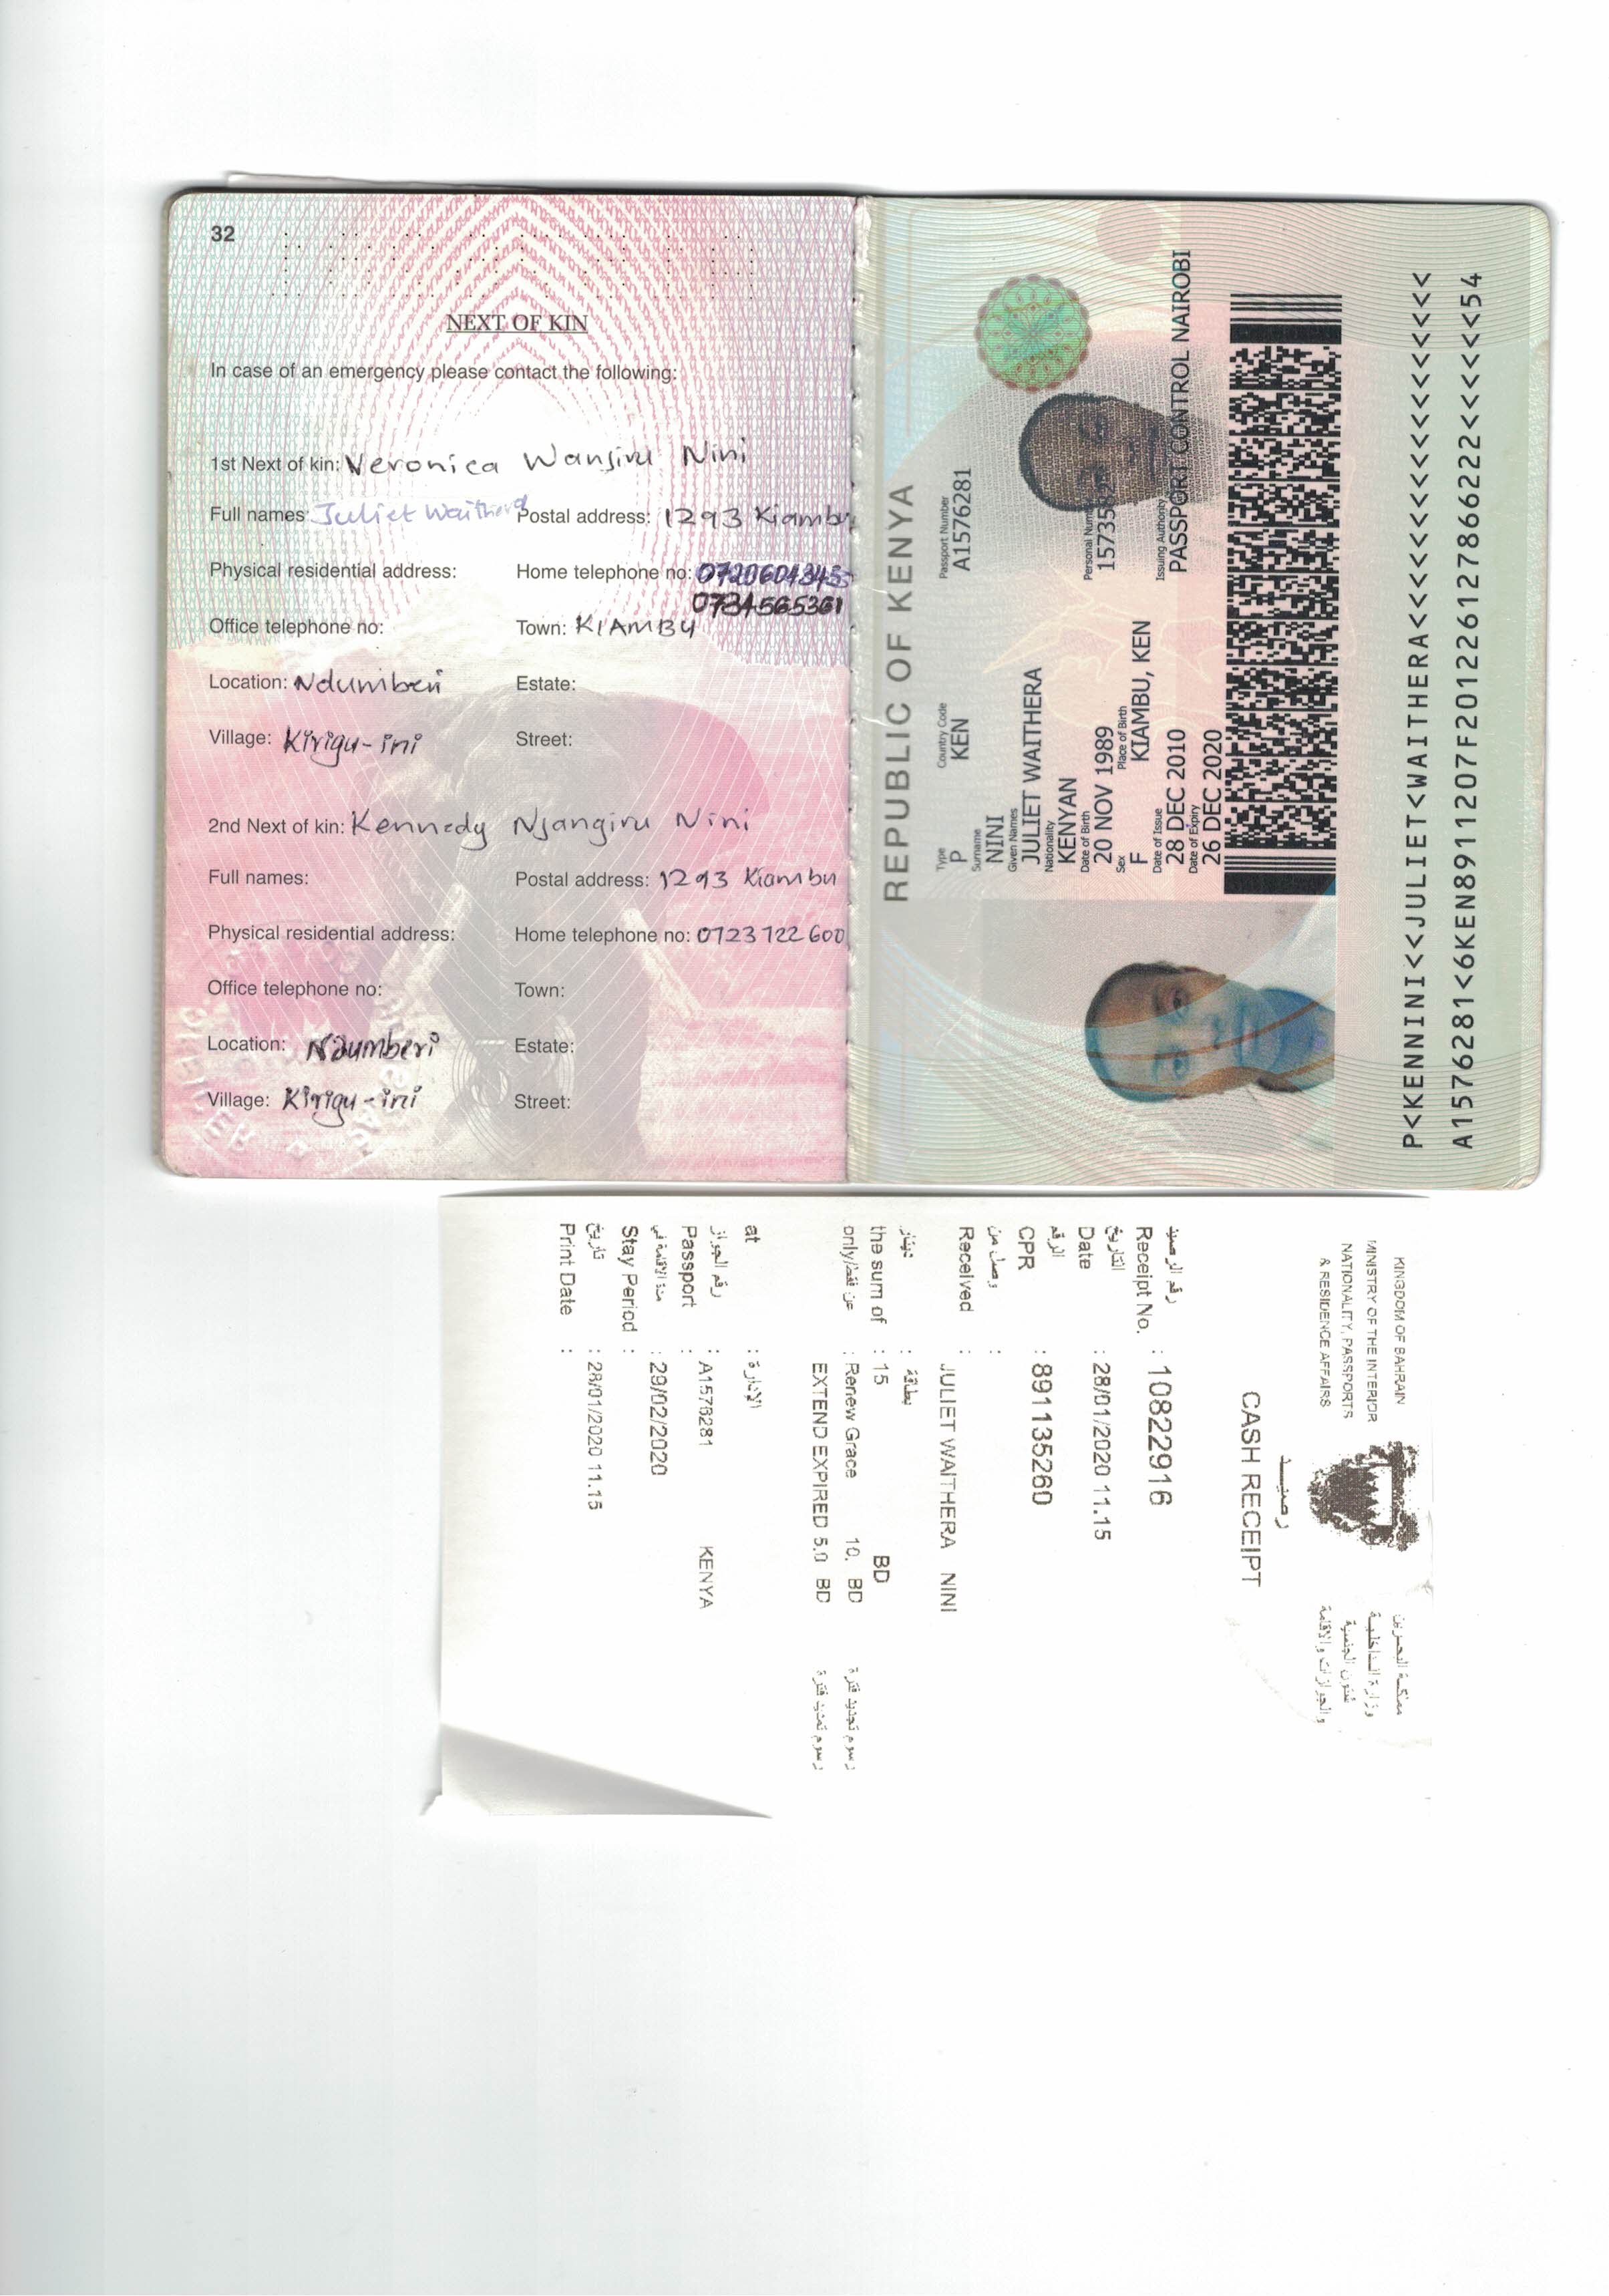 32
NEXT OF KIN
In case of an emergency please contact the following:
1st Next of kin: Veronica Wanjiru Nini
Full names: Juliet Waithera Postal address: 1293 Kiambu
Physical residential address: Home telephone no:
0734565361
Office telephone no: Town: KIAMBU
Location: Ndumberi Estate:
Village: Kirigu-ini Street:
2nd Next of kin: Kennedy Njangiru Nini
Full names: Postal address: 1293 Kiambu
Physical residential address: Home telephone no: 0723722600
Office telephone no: Town:
Location: Ndumberi Estate:
Village: Kirigu-ini Street:
REPUBLIC OF KENYA
Type Country Code Passport Number
P KEN A1576281
Surname
NINI
Given Names
JULIET WAITHERA
Nationality
KENYAN
Date of Birth Personal Number
20 NOV 1989
Sex Place of Birth Issuing Authority
F KIAMBU, KEN PASSPORT CONTROL NAIROBI
Date of Issue
28 DEC 2010
Date of Expiry
26 DEC 2020
P<KENNINI<<JULIET<WAITHERA<<<<<<<<<<<<<<<<<<
A1576281<6KEN8911207F201226127866222<<<<<<54
KINGDOM OF BAHRAIN مملكة البحرين
MINISTRY OF THE INTERIOR وزارة الداخلية
NATIONALITY, PASSPORTS شئون الجنسية
& RESIDENCE AFFAIRS والجوازات والاقامة
رصيد
CASH RECEIPT
رقم الرصيد
Receipt No. : 108229 16
التاريخ
Date : 28/01/2020 11.15
الرقم
CPR : 891135260
وصل من :
Received : JULIET WAITHERA NINI
دينار : بطاقة
the sum of : 15 BD
only/عن فقط : Renew Grace 10. BD رسوم تجديد فترة
EXTEND EXPIRED 5.0 BD رسوم تمديد فترة
at : الإدارة
رقم الجواز : A1576281 KENYA
Passport :
مدة الاقامة في : 29/02/2020
Stay Period :
تاريخ : 28/01/2020 11.15
Print Date :